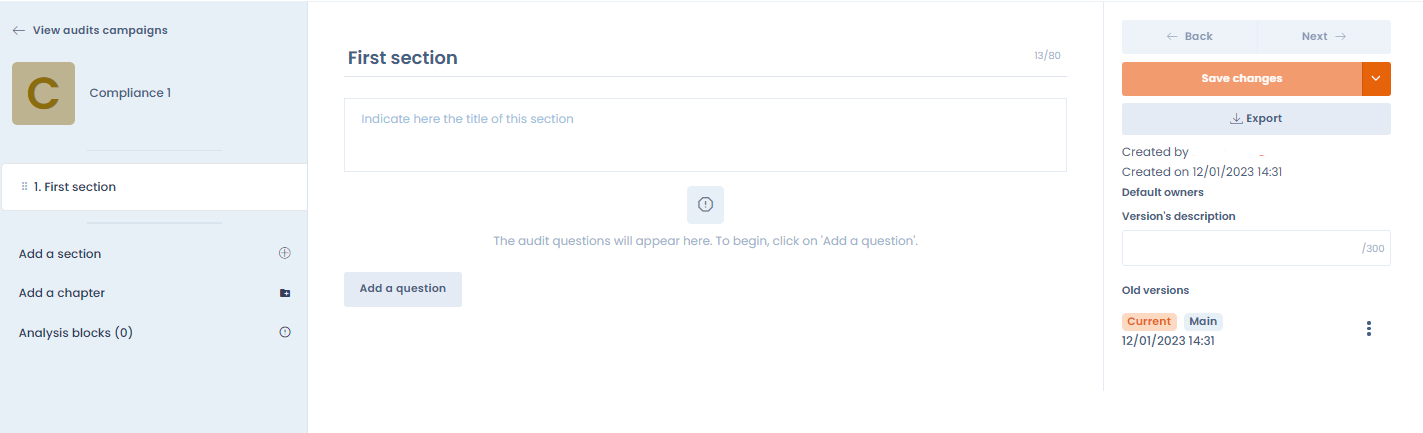 View audits campaigns
C
Compliance 1
1. First section
Add a section
Add a chapter
Analysis blocks (0)
First section
13/80
Indicate here the title of this section
The audit questions will appear here. To begin, click on 'Add a question'.
Add a question
Back
Next
Save changes
Export
Created by
Created on 12/01/2023 14:31
Default owners
Version's description
/300
Old versions
Current Main
12/01/2023 14:31